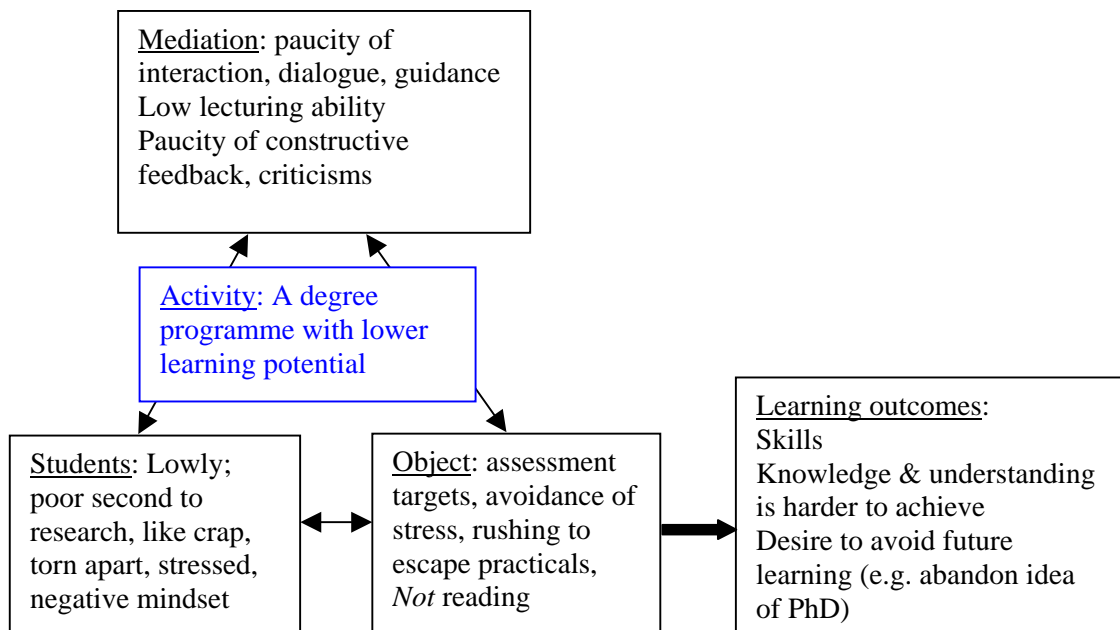 Mediation: paucity of
interaction, dialogue, guidance
Low lecturing ability
Paucity of constructive
feedback, criticisms
Activity: A degree
programme with lower
learning potential
Students: Lowly;
poor second to
research, like crap,
torn apart, stressed,
negative mindset
Object: assessment
targets, avoidance of
stress, rushing to
escape practicals,
Not reading
Learning outcomes:
Skills
Knowledge & understanding
is harder to achieve
Desire to avoid future
learning (e.g. abandon idea
of PhD)